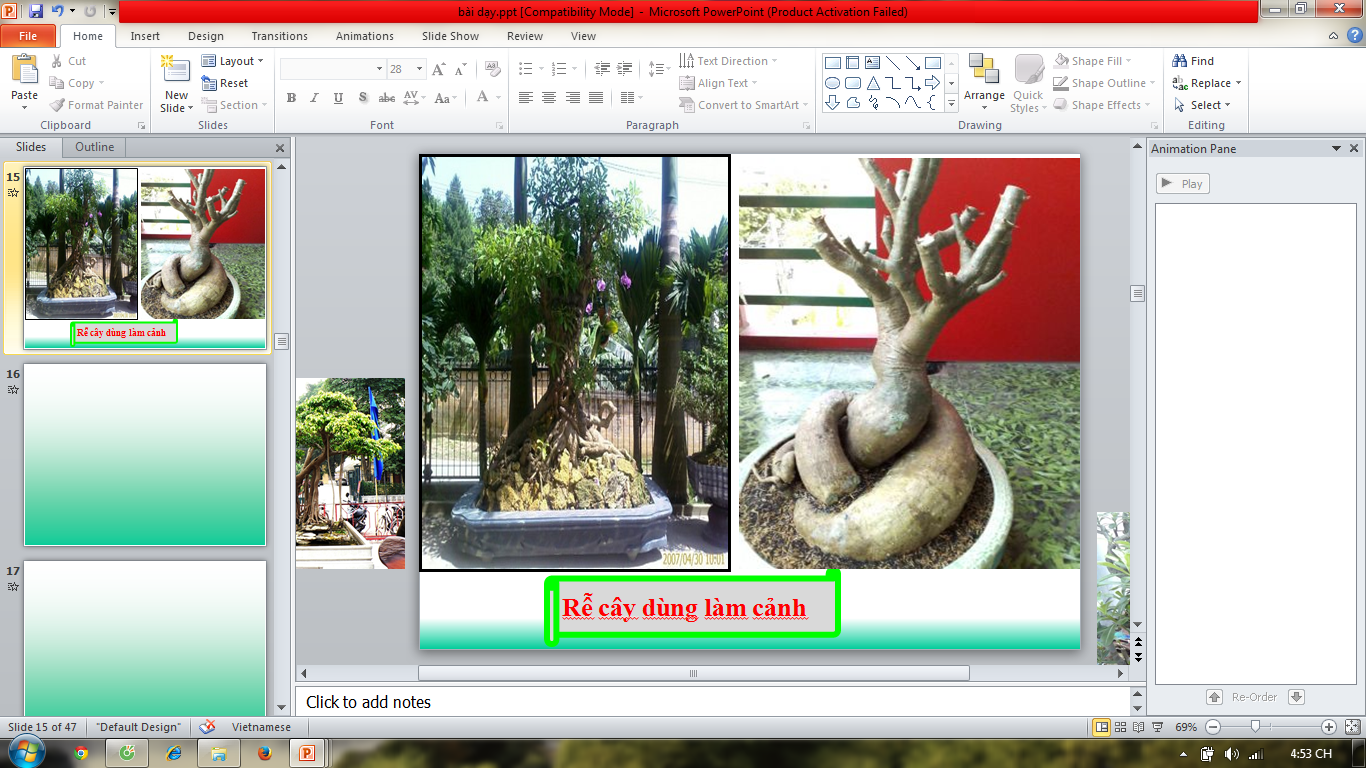 bài day.ppt [Compatibility Mode] - Microsoft PowerPoint (Product Activation Failed)
File Home Insert Design Transitions Animations Slide Show Review View
Paste
Cut
Copy
Format Painter
Clipboard
New Slide
Layout
Reset
Section
Slides
28
B I U S abc AV Aa A
Font
Text Direction
Align Text
Convert to SmartArt
Paragraph
Arrange
Quick Styles
Shape Fill
Shape Outline
Shape Effects
Drawing
Find
Replace
Select
Editing
Slides Outline
15
Rễ cây dùng làm cảnh
16
17
2007/04/30 10:01
Rễ cây dùng làm cảnh
Click to add notes
Animation Pane
Play
Re-Order
Slide 15 of 47 "Default Design" Vietnamese 69%
4:53 CH